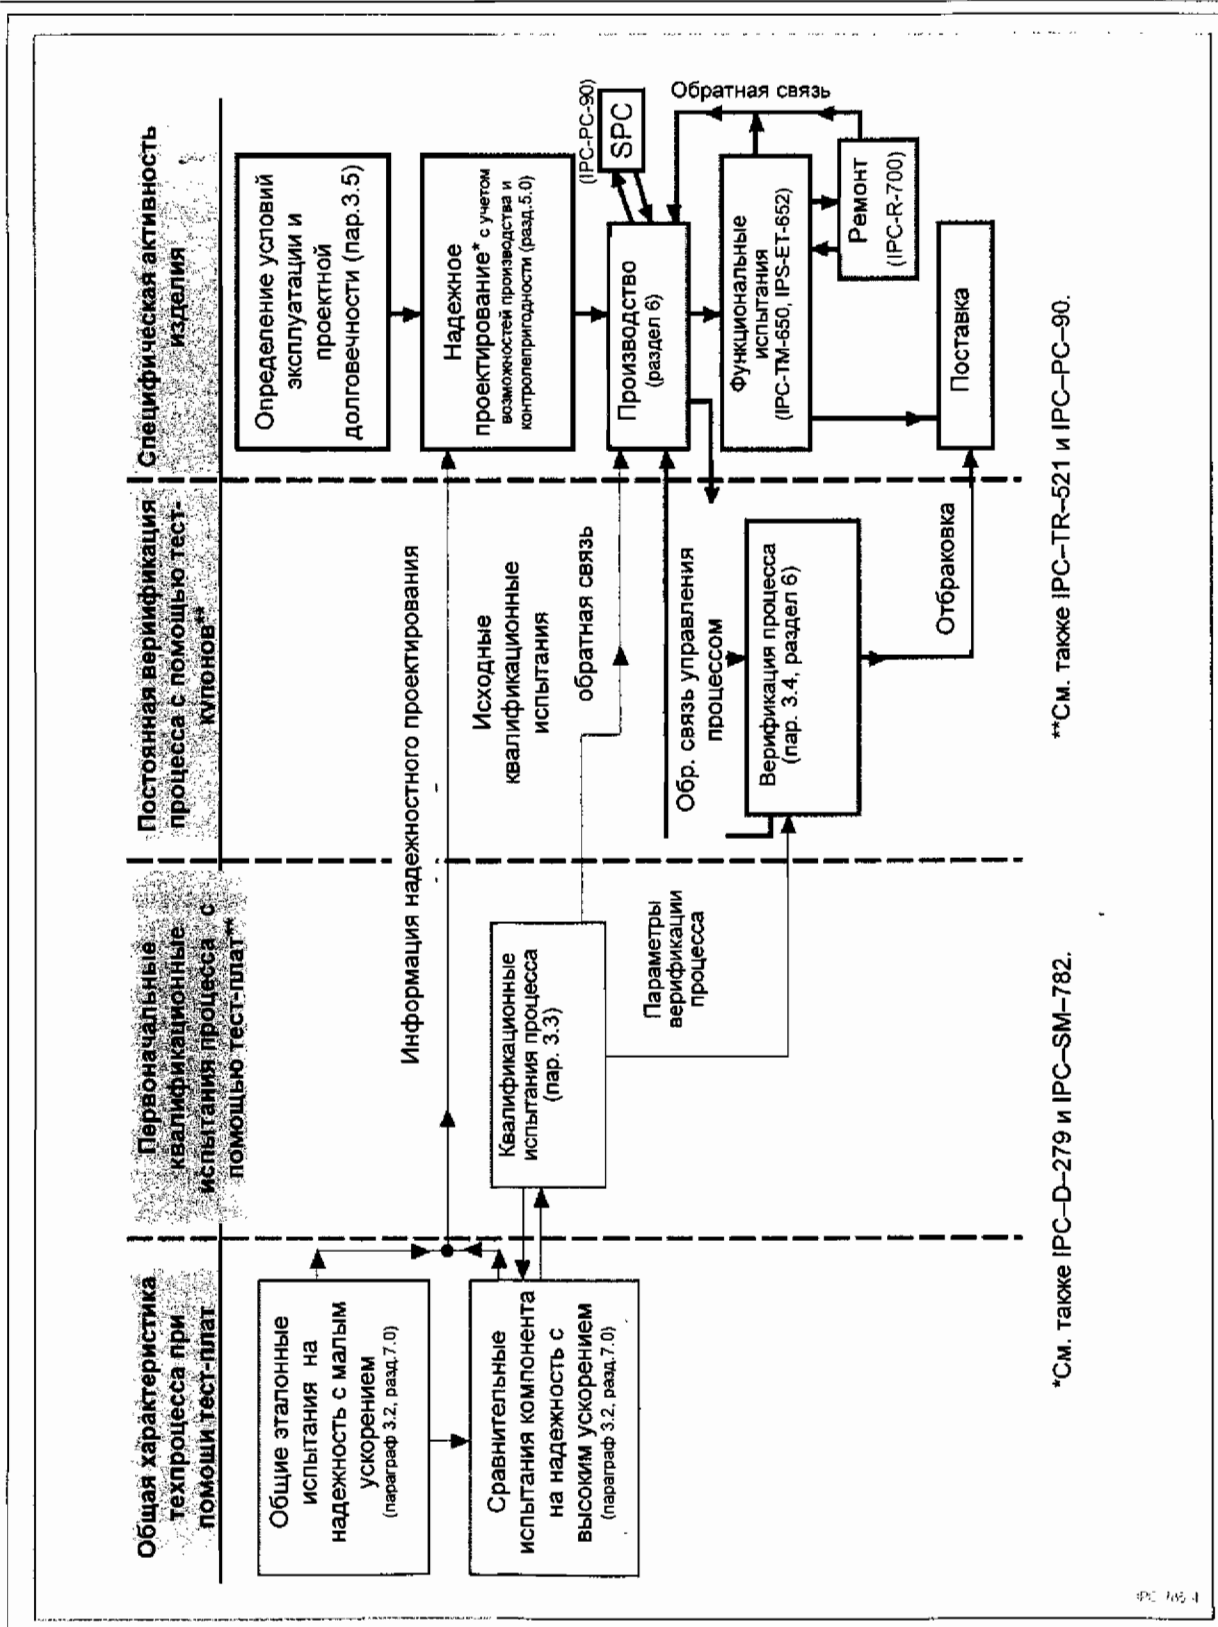 Общая характеристика
техпроцесса при
помощи тест-плат
Первоначальные
квалификационные
испытания процесса с
помощью тест-плат**
Постоянная вериификация
процесса с помощью тест-
купонов**
Специфическая активность
изделия
Общие эталонные
испытания на
надежность с малым
ускорением
(параграф 3.2, разд.7.0)
Сравнительные
испытания компонента
на надежность с
высоким ускорением
(параграф 3.2, разд.7.0)
Информация надежностного проектирования
Квалификационные
испытания процесса
(пар. 3.3)
Параметры
верификации
процесса
Исходные
квалификационные
испытания
обратная связь
Обр. связь управления
процессом
Верификация процесса
(пар. 3.4, раздел 6)
Отбраковка
Определение условий
эксплуатации и
проектной
долговечности (пар.3.5)
Надежное
проектирование* с учетом
возможностей производства и
контролепригодности (разд.5.0)
Производство
(раздел 6)
(IPC-PC-90)
SPC
Обратная связь
Функциональные
испытания
(IPC-TM-650, IPS-ET-652)
Ремонт
(IPC-R-700)
Поставка
*См. также IPC–D–279 и IPC–SM–782.
**См. также IPC–TR–521 и IPC–PC–90.